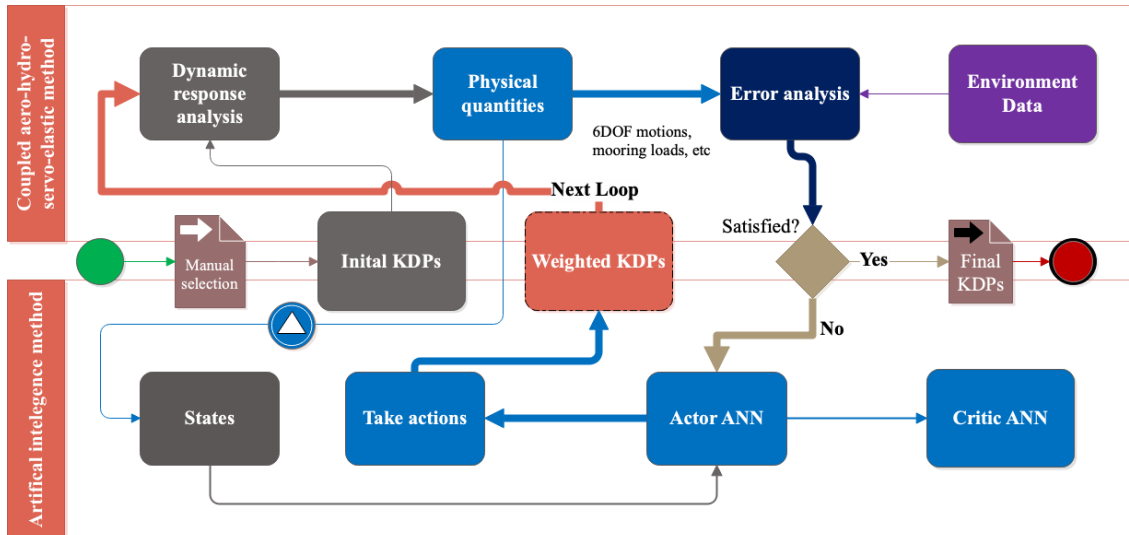 Coupled aero-hydro-
servo-elastic method
Dynamic
response
analysis
Physical
quantities
Error analysis
Environment
Data
6DOF motions,
mooring loads, etc
Next Loop
Satisfied?
Manual
selection
Inital KDPs
Weighted KDPs
Yes
Final
KDPs
No
Artifical intelegence method
States
Take actions
Actor ANN
Critic ANN